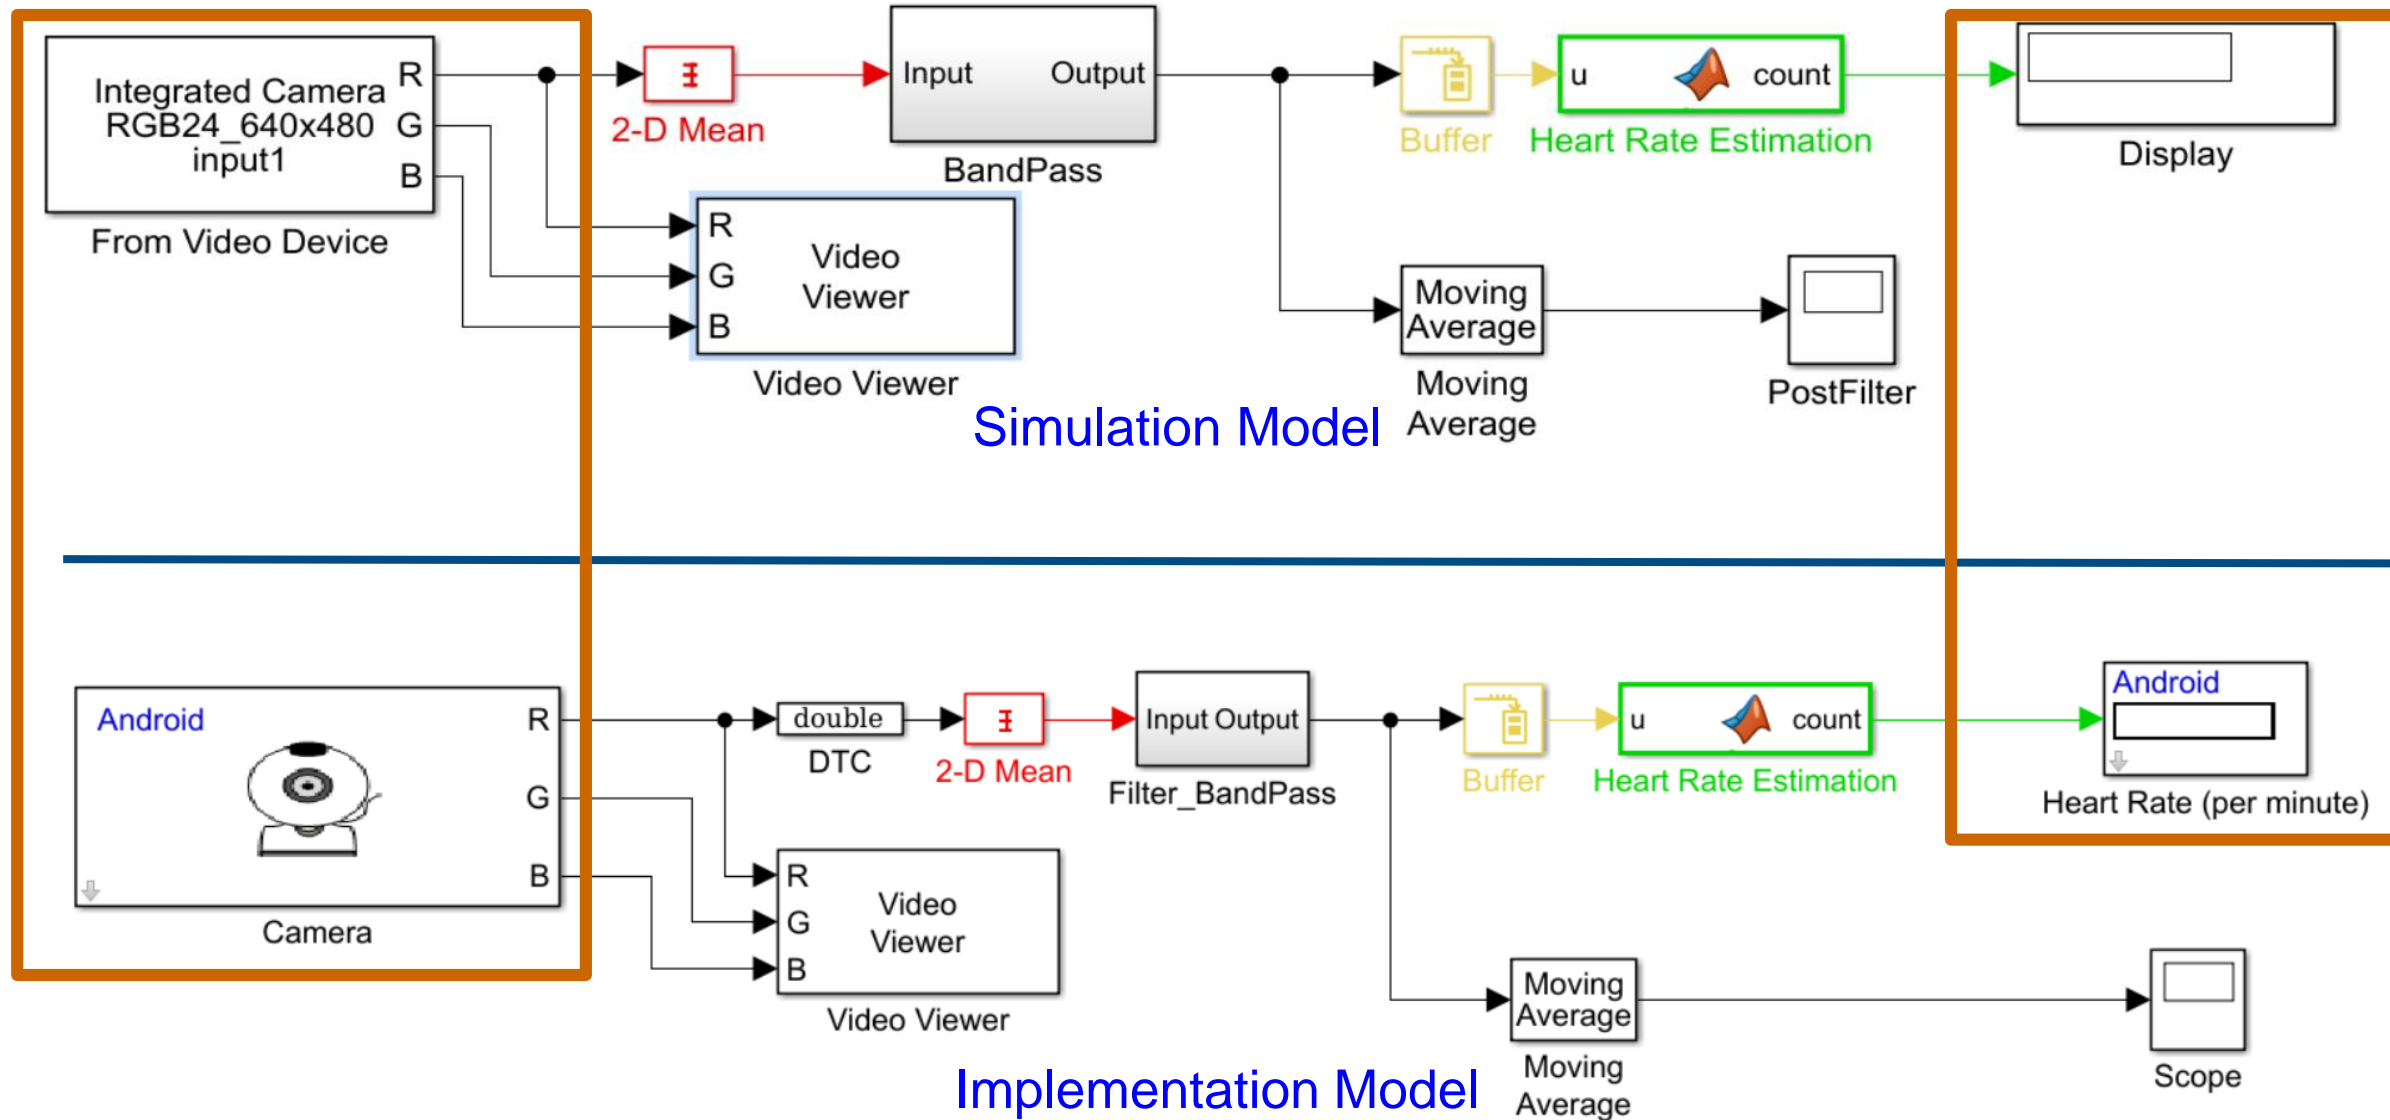 Integrated Camera
RGB24_640x480
input1
R
G
B
From Video Device
2-D Mean
Input Output
BandPass
Buffer
u count
Heart Rate Estimation
Display
R
G
B
Video
Viewer
Video Viewer
Moving
Average
Moving
Average
PostFilter
Simulation Model
Android
R
G
B
Camera
double
DTC
2-D Mean
Input Output
Filter_BandPass
Buffer
u count
Heart Rate Estimation
Android
Heart Rate (per minute)
R
G
B
Video
Viewer
Video Viewer
Moving
Average
Moving
Average
Scope
Implementation Model